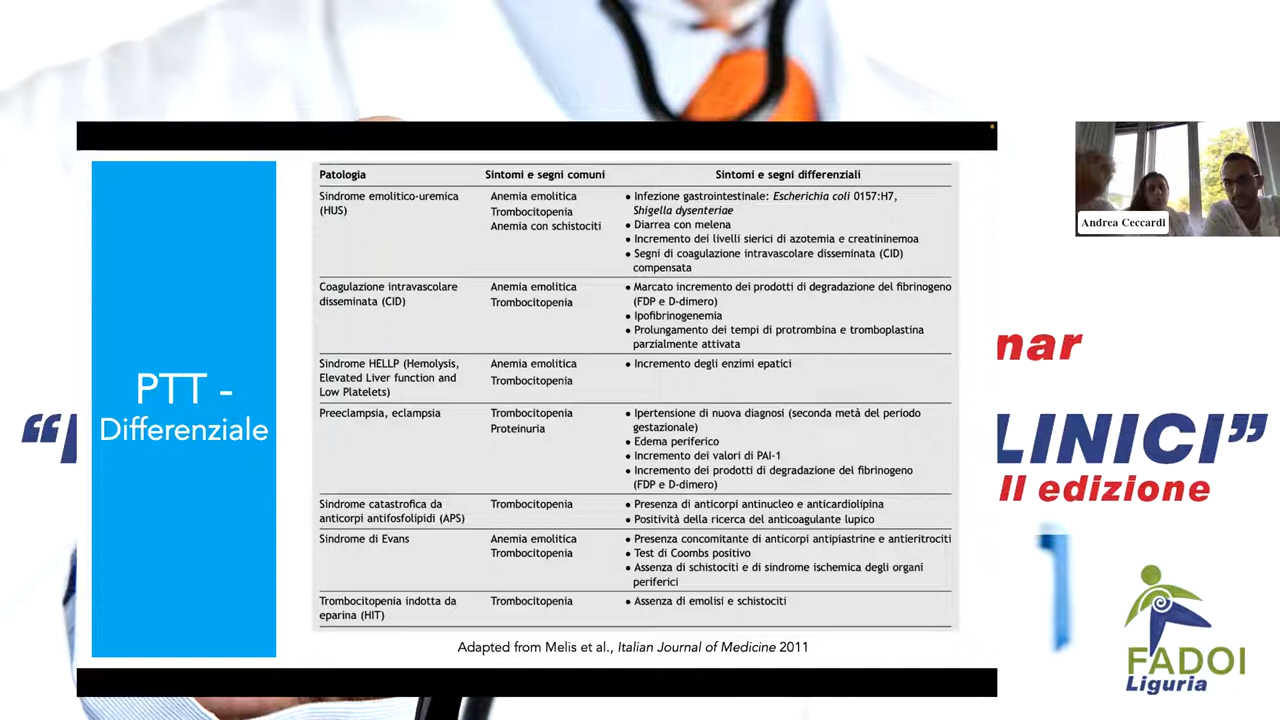 PTT -
Differenziale
Patologia Sintomi e segni comuni Sintomi e segni differenziali
Sindrome emolitico-uremica
(HUS)
Anemia emolitica
Trombocitopenia
Anemia con schistociti
• Infezione gastrointestinale: Escherichia coli 0157:H7,
Shigella dysenteriae
• Diarrea con melena
• Incremento dei livelli sierici di azotemia e creatininemoa
• Segni di coagulazione intravascolare disseminata (CID)
compensata
Coagulazione intravascolare
disseminata (CID)
Anemia emolitica
Trombocitopenia
• Marcato incremento dei prodotti di degradazione del fibrinogeno
(FDP e D-dimero)
• Ipofibrinogenemia
• Prolungamento dei tempi di protrombina e tromboplastina
parzialmente attivata
Sindrome HELLP (Hemolysis,
Elevated Liver function and
Low Platelets)
Anemia emolitica
Trombocitopenia
• Incremento degli enzimi epatici
Preeclampsia, eclampsia
Trombocitopenia
Proteinuria
• Ipertensione di nuova diagnosi (seconda metà del periodo
gestazionale)
• Edema periferico
• Incremento dei valori di PAI-1
• Incremento dei prodotti di degradazione del fibrinogeno
(FDP e D-dimero)
Sindrome catastrofica da
anticorpi antifosfolipidi (APS)
Trombocitopenia
• Presenza di anticorpi antinucleo e anticardiolipina
• Positività della ricerca del anticoagulante lupico
Sindrome di Evans
Anemia emolitica
Trombocitopenia
• Presenza concomitante di anticorpi antipiastrine e antieritrociti
• Test di Coombs positivo
• Assenza di schistociti e di sindrome ischemica degli organi
periferici
Trombocitopenia indotta da
eparina (HIT)
Trombocitopenia
• Assenza di emolisi e schistociti
Adapted from Melis et al., Italian Journal of Medicine 2011
Andrea Ceccardi
nar
LINICI”
II edizione
FADOI
Liguria